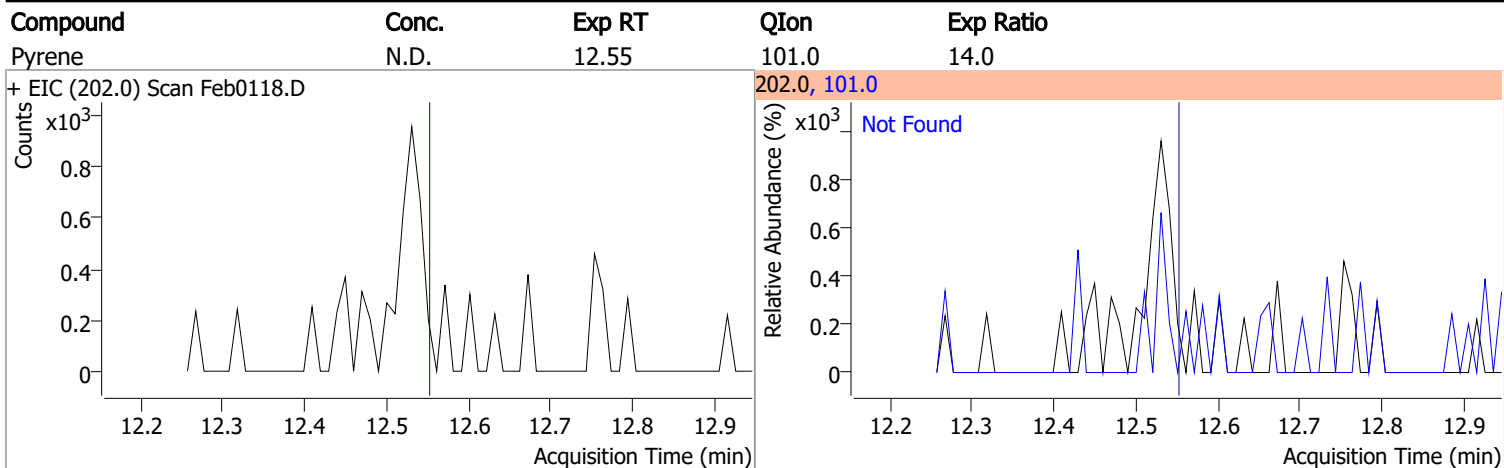 Compound Conc. Exp RT QIon Exp Ratio
Pyrene N.D. 12.55 101.0 14.0
+ EIC (202.0) Scan Feb0118.D
Counts
x10³
0.8
0.6
0.4
0.2
0
12.2 12.3 12.4 12.5 12.6 12.7 12.8 12.9
Acquisition Time (min)
202.0, 101.0
Relative Abundance (%)
x10³
Not Found
0.8
0.6
0.4
0.2
0
12.2 12.3 12.4 12.5 12.6 12.7 12.8 12.9
Acquisition Time (min)